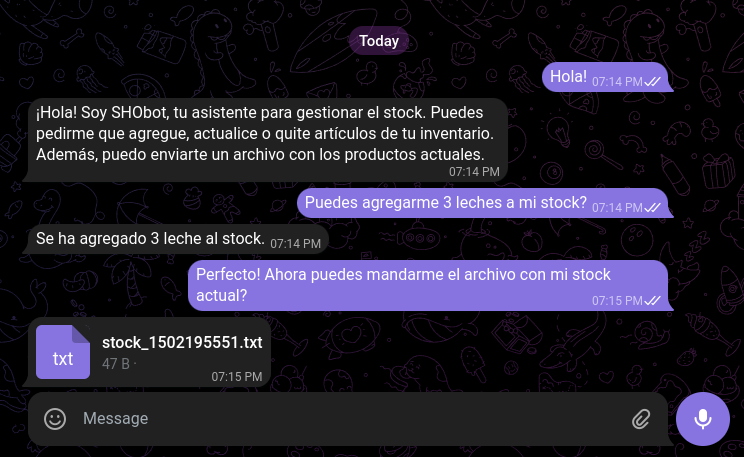 Today
Hola! 07:14 PM
¡Hola! Soy SHObot, tu asistente para gestionar el stock. Puedes
pedirme que agregue, actualice o quite artículos de tu inventario.
Además, puedo enviarte un archivo con los productos actuales.
07:14 PM
Puedes agregarme 3 leches a mi stock? 07:14 PM
Se ha agregado 3 leche al stock. 07:14 PM
Perfecto! Ahora puedes mandarme el archivo con mi stock
actual? 07:15 PM
txt
stock_1502195551.txt
47 B ·
07:15 PM
Message